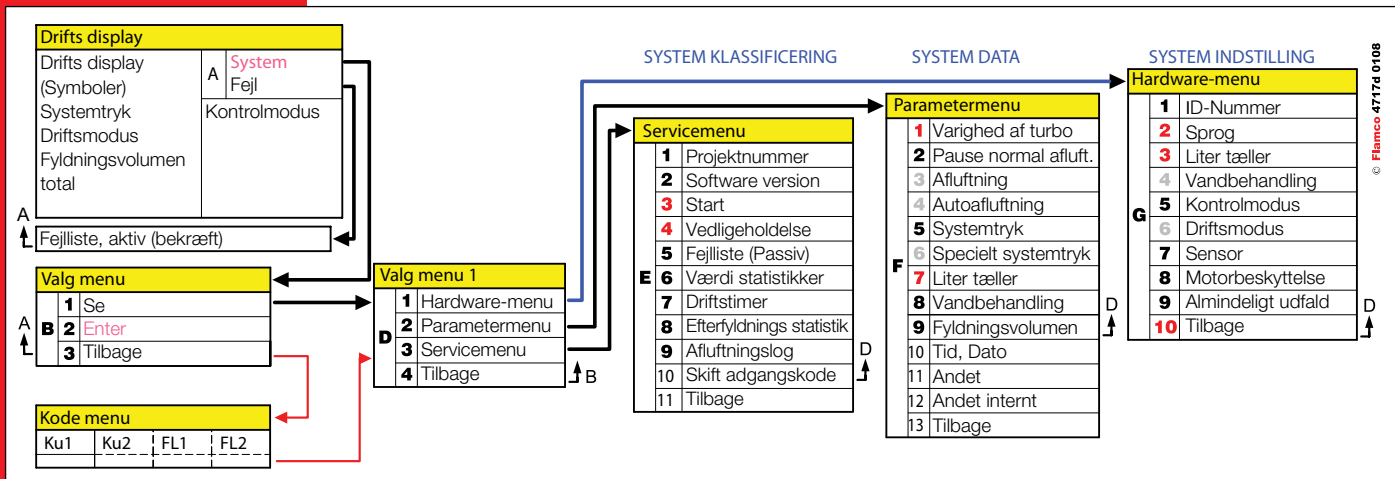 Drifts display
Drifts display
(Symboler)
Systemtryk
Driftsmodus
Fyldningsvolumen
total
A
System
Fejl
Kontrolmodus
A
Fejlliste, aktiv (bekræft)
Valg menu
A
B
1 Se
2 Enter
3 Tilbage
Kode menu
Ku1 Ku2 FL1 FL2
Valg menu 1
D
1 Hardware-menu
2 Parametermenu
3 Servicemenu
4 Tilbage
B
SYSTEM KLASSIFICERING
Servicemenu
E
1 Projektnummer
2 Software version
3 Start
4 Vedligeholdelse
5 Fejlliste (Passiv)
6 Værdi statistikker
7 Driftstimer
8 Efterfyldnings statistik
9 Afluftningslog
10 Skift adgangskode
11 Tilbage
D
SYSTEM DATA
Parametermenu
F
1 Varighed af turbo
2 Pause normal afluft.
3 Afluftning
4 Autoafluftning
5 Systemtryk
6 Specielt systemtryk
7 Liter tæller
8 Vandbehandling
9 Fyldningsvolumen
10 Tid, Dato
11 Andet
12 Andet internt
13 Tilbage
D
SYSTEM INDSTILLING
Hardware-menu
G
1 ID-Nummer
2 Sprog
3 Liter tæller
4 Vandbehandling
5 Kontrolmodus
6 Driftsmodus
7 Sensor
8 Motorbeskyttelse
9 Almindeligt udfald
10 Tilbage
D
© Flamco 4717d 0108